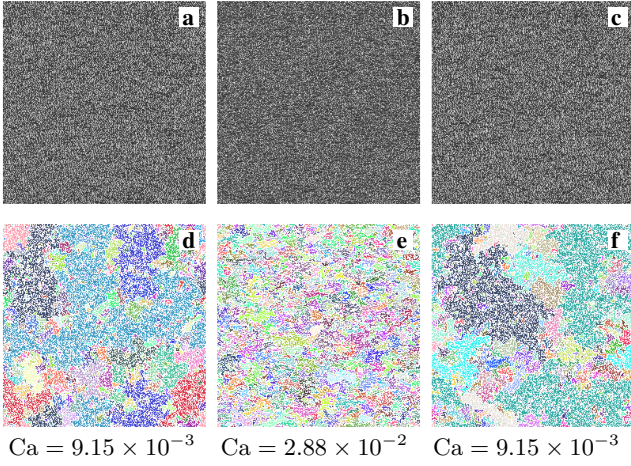 a b c
d e f
Ca = 9.15 × 10⁻³ Ca = 2.88 × 10⁻² Ca = 9.15 × 10⁻³